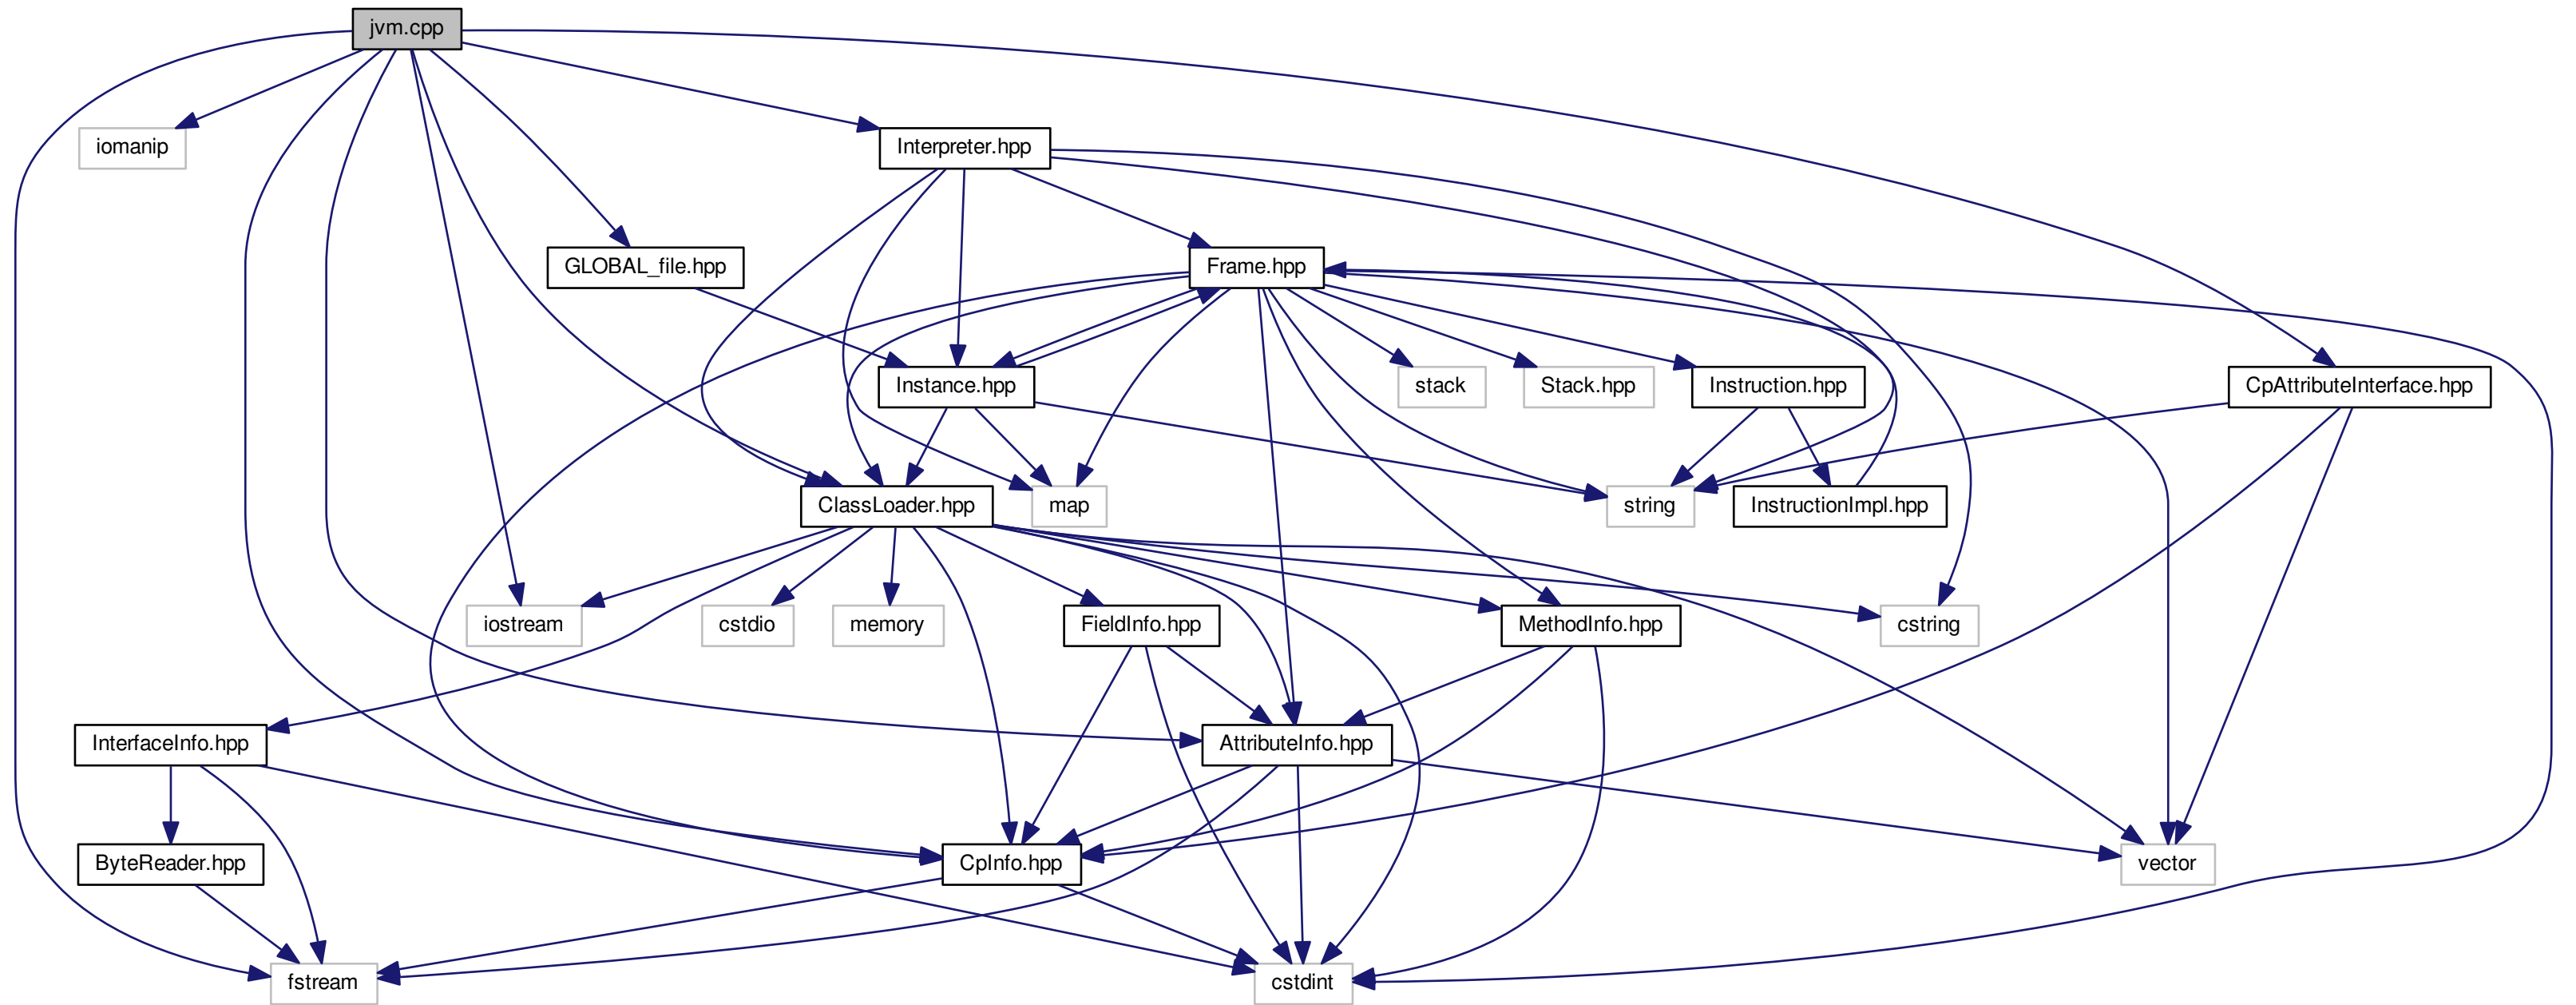 jvm.cpp
iomanip
Interpreter.hpp
GLOBAL_file.hpp
Frame.hpp
Instance.hpp
stack
Stack.hpp
Instruction.hpp
CpAttributeInterface.hpp
ClassLoader.hpp
map
string
InstructionImpl.hpp
iostream
cstdio
memory
FieldInfo.hpp
MethodInfo.hpp
cstring
InterfaceInfo.hpp
AttributeInfo.hpp
ByteReader.hpp
CpInfo.hpp
vector
fstream
cstdint